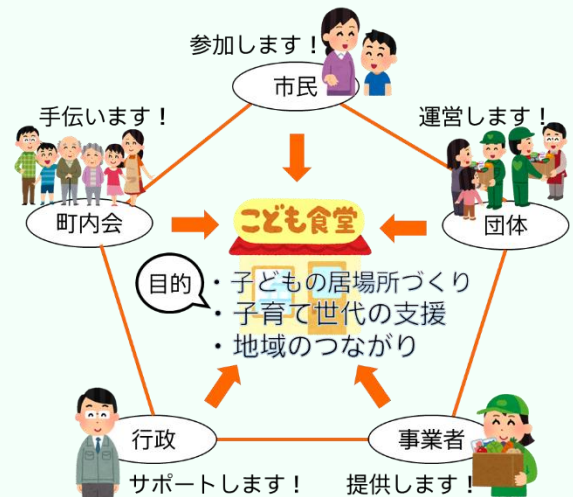 参加します！
市民
手伝います！
運営します！
町内会
こども食堂
団体
目的
・子どもの居場所づくり
・子育て世代の支援
・地域のつながり
行政
事業者
サポートします！
提供します！